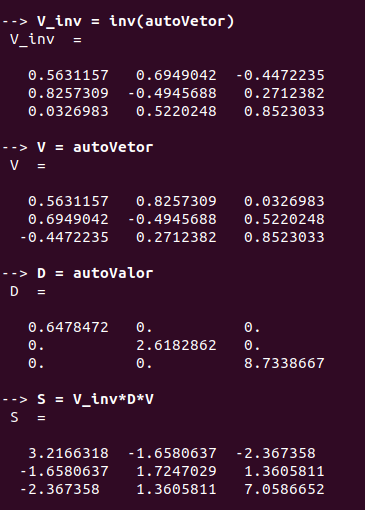 --> V_inv = inv(autoVetor)
V_inv  =
0.5631157   0.6949042  -0.4472235
0.8257309  -0.4945688   0.2712382
0.0326983   0.5220248   0.8523033
--> V = autoVetor
V  =
0.5631157   0.8257309   0.0326983
0.6949042  -0.4945688   0.5220248
-0.4472235   0.2712382   0.8523033
--> D = autoValor
D  =
0.6478472   0.          0.
0.          2.6182862   0.
0.          0.          8.7338667
--> S = V_inv*D*V
S  =
3.2166318  -1.6580637  -2.367358
-1.6580637   1.7247029   1.3605811
-2.367358    1.3605811   7.0586652